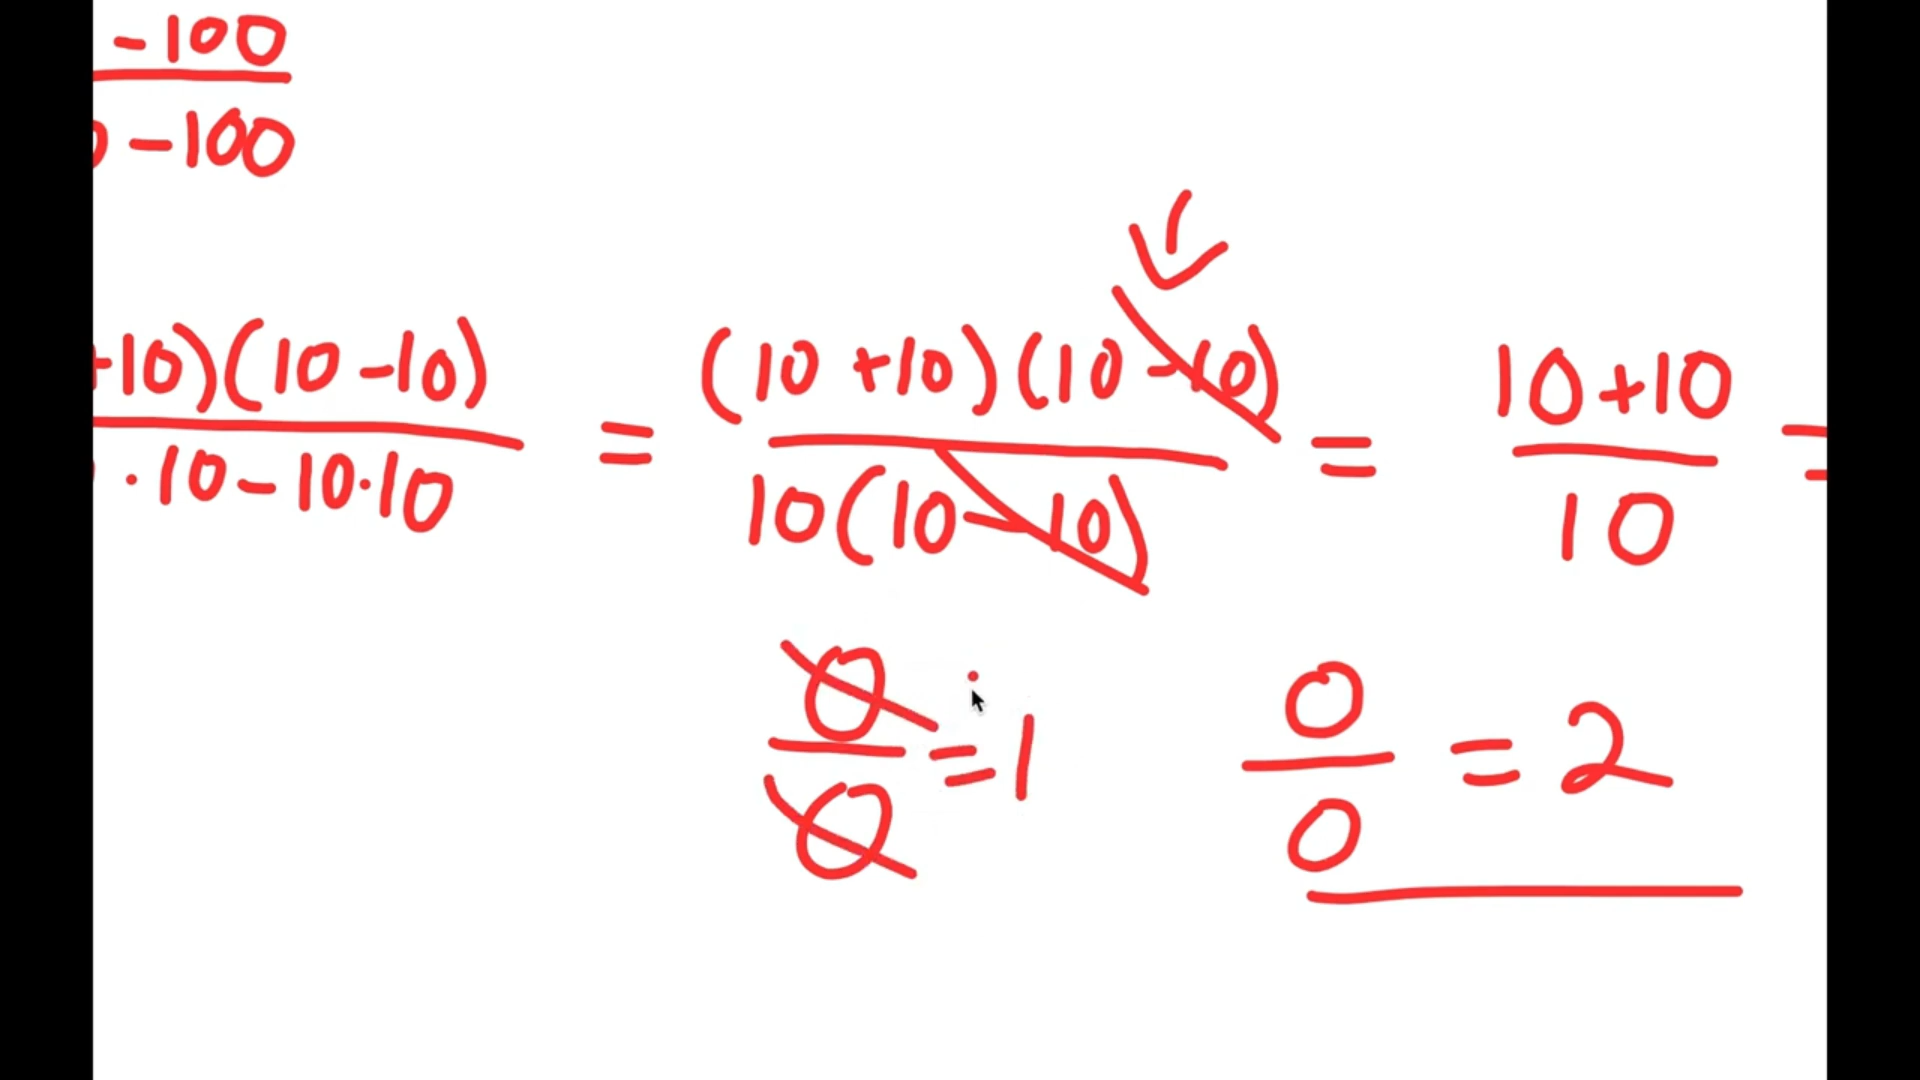 - 100
0 - 100
+10)(10 - 10) = (10 + 10)(10 - 10) = 10 + 10 =
· 10 - 10 · 10 10(10 - 10) 10
0 0
= 1 = 2
0 0